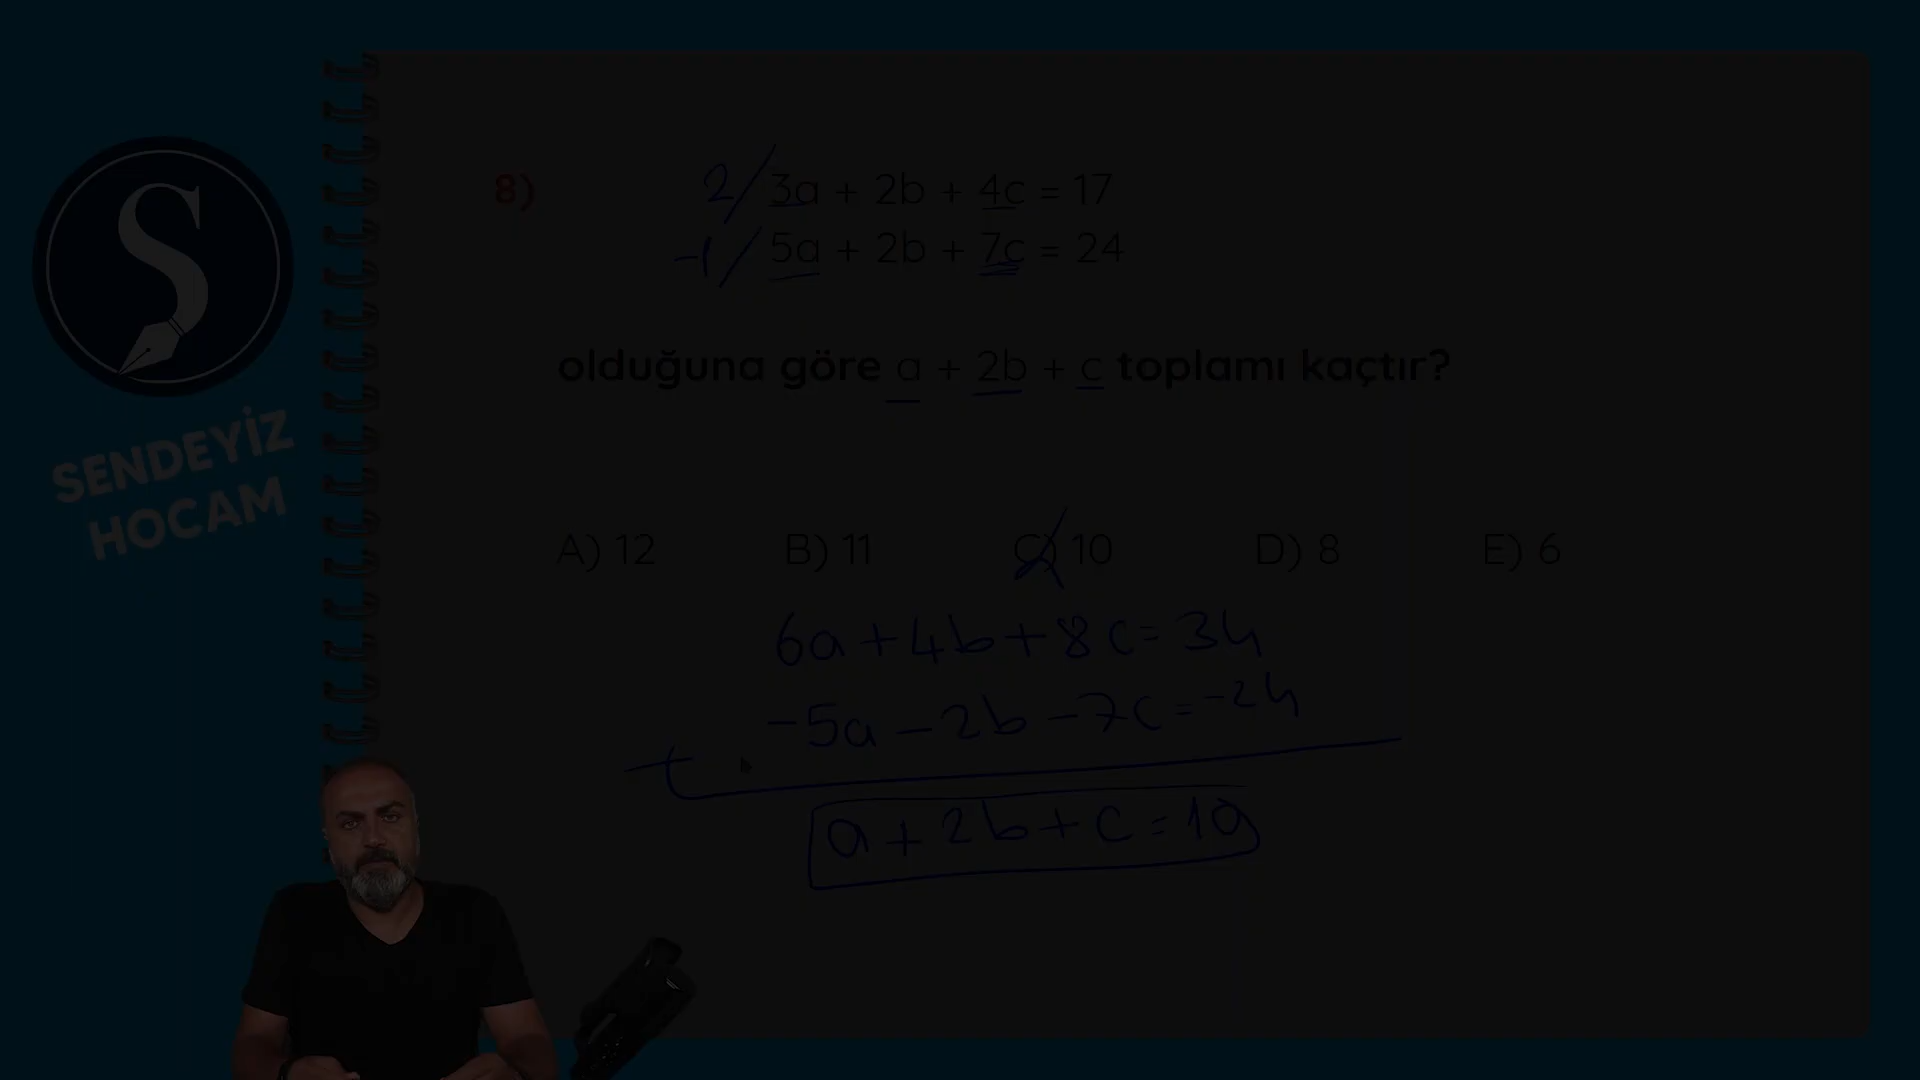 S
SENDEYİZ
HOCAM
8)
2/ 3a + 2b + 4c = 17
-1/ 5a + 2b + 7c = 24
olduğuna göre a + 2b + c toplamı kaçtır?
A) 12 B) 11 C) 10 D) 8 E) 6
6a + 4b + 8c = 34
-5a - 2b - 7c = -24
+
a + 2b + c = 10